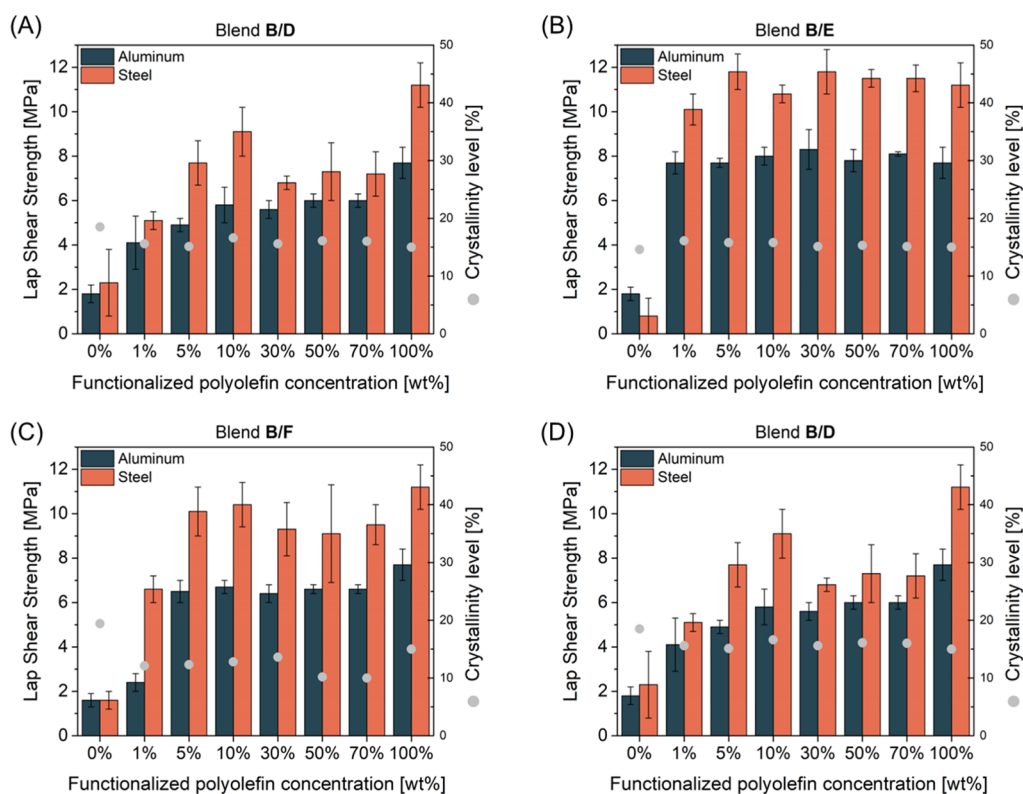 (A)
Blend B/D
Aluminum
Steel
Lap Shear Strength [MPa]
12
10
8
6
4
2
0
50
40
30
20
10
0
Crystallinity level [%]
0% 1% 5% 10% 30% 50% 70% 100%
Functionalized polyolefin concentration [wt%]
(B)
Blend B/E
Aluminum
Steel
Lap Shear Strength [MPa]
12
10
8
6
4
2
0
50
40
30
20
10
0
Crystallinity level [%]
0% 1% 5% 10% 30% 50% 70% 100%
Functionalized polyolefin concentration [wt%]
(C)
Blend B/F
Aluminum
Steel
Lap Shear Strength [MPa]
12
10
8
6
4
2
0
50
40
30
20
10
0
Crystallinity level [%]
0% 1% 5% 10% 30% 50% 70% 100%
Functionalized polyolefin concentration [wt%]
(D)
Blend B/D
Aluminum
Steel
Lap Shear Strength [MPa]
12
10
8
6
4
2
0
50
40
30
20
10
0
Crystallinity level [%]
0% 1% 5% 10% 30% 50% 70% 100%
Functionalized polyolefin concentration [wt%]